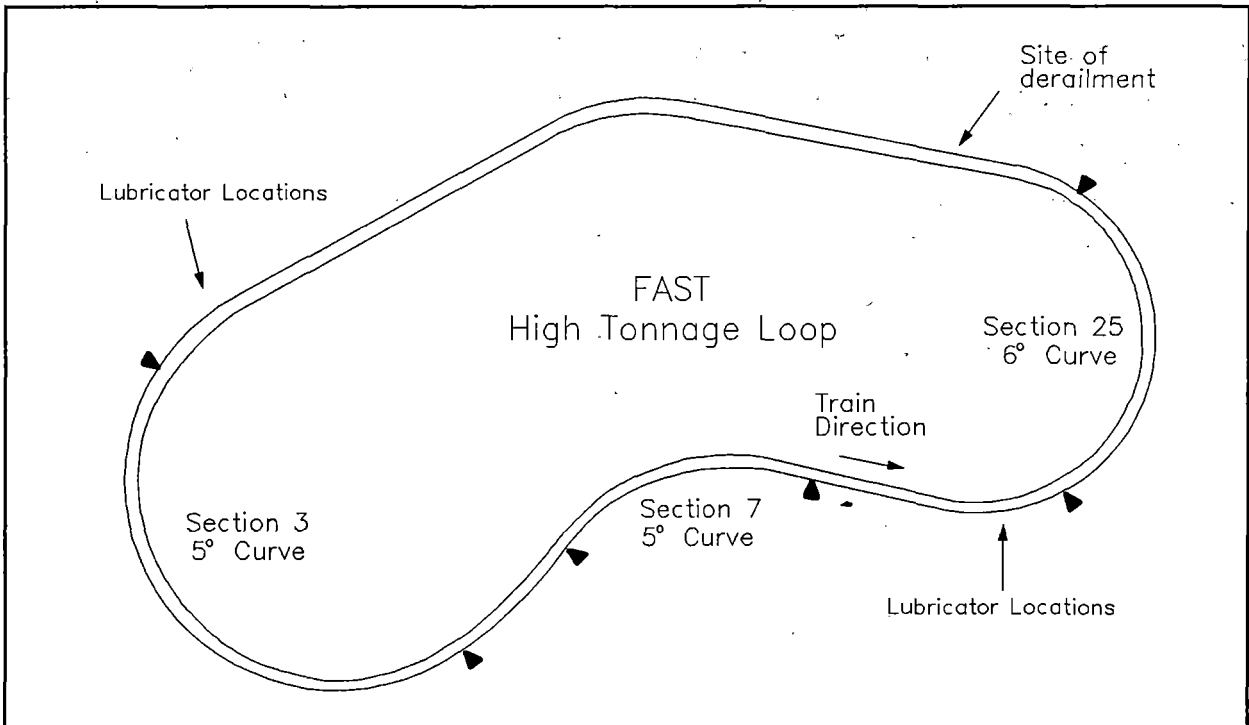 Site of
derailment
Lubricator Locations
FAST
High Tonnage Loop
Section 25
6° Curve
Train
Direction
Section 7
5° Curve
Section 3
5° Curve
Lubricator Locations